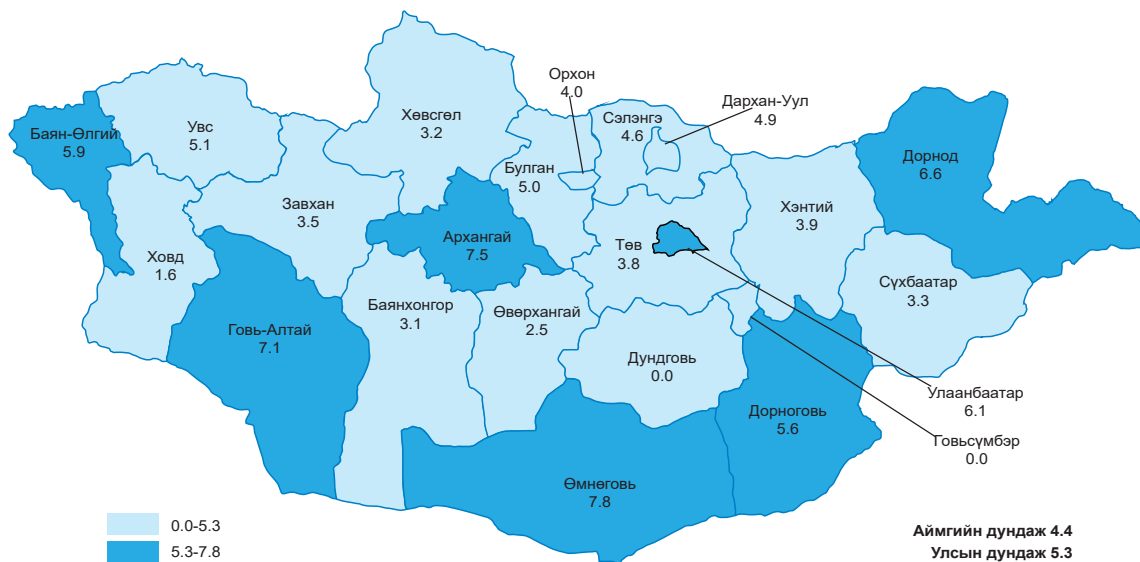 Орхон
4.0
Дархан-Уул
4.9
Хөвсгөл
3.2
Сэлэнгэ
4.6
Увс
5.1
Баян-Өлгий
5.9
Булган
5.0
Дорнод
6.6
Завхан
3.5
Хэнтий
3.9
Архангай
7.5
Төв
3.8
Ховд
1.6
Сүхбаатар
3.3
Баянхонгор
3.1
Өвөрхангай
2.5
Говь-Алтай
7.1
Дундговь
0.0
Улаанбаатар
6.1
Дорноговь
5.6
Говьсүмбэр
0.0
Өмнөговь
7.8
0.0-5.3
5.3-7.8
Аймгийн дундаж 4.4
Улсын дундаж 5.3